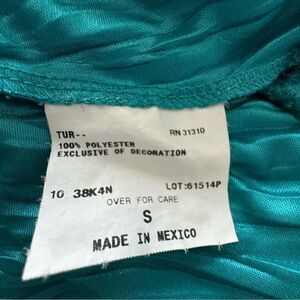 TUR-- RN 31310
100% POLYESTER
EXCLUSIVE OF DECORATION
10 38K4N LOT:61514P
OVER FOR CARE
S
MADE IN MEXICO